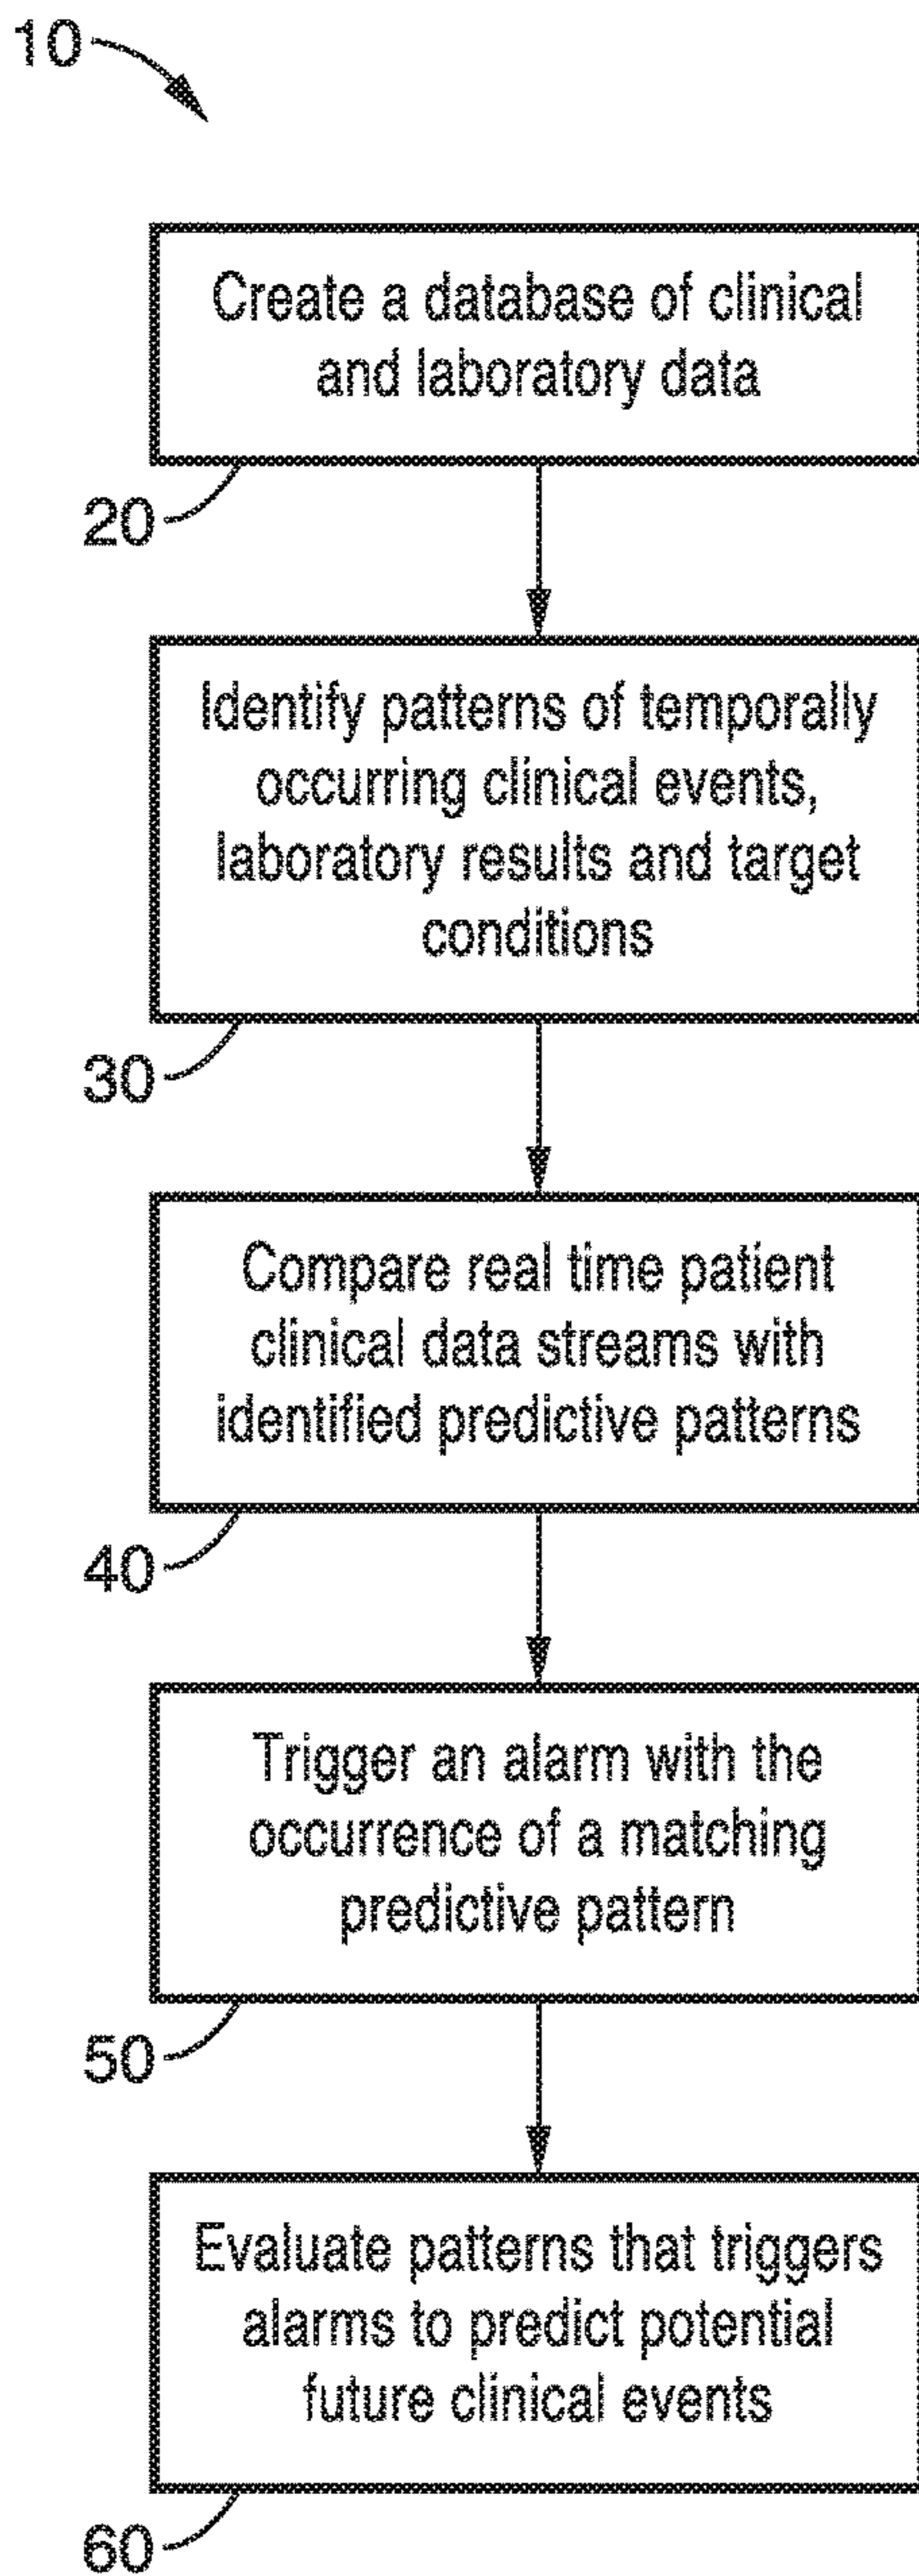 10
Create a database of clinical
and laboratory data
20
Identify patterns of temporally
occurring clinical events,
laboratory results and target
conditions
30
Compare real time patient
clinical data streams with
identified predictive patterns
40
Trigger an alarm with the
occurrence of a matching
predictive pattern
50
Evaluate patterns that triggers
alarms to predict potential
future clinical events
60